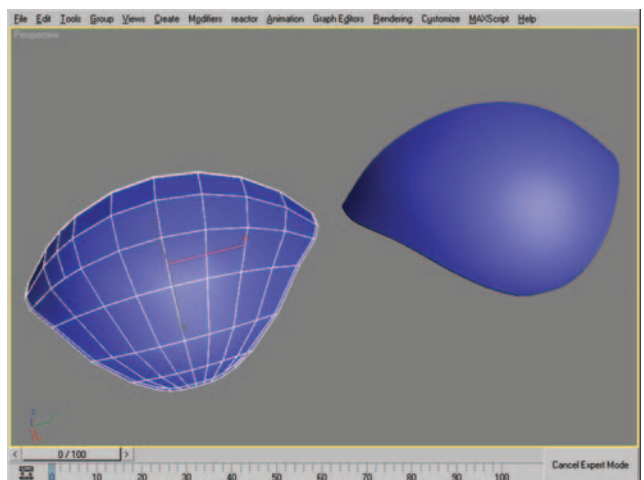 File Edit Tools Group Views Create Modifiers reactor Animation Graph Editors Rendering Customize MAXScript Help
Perspective
z
< 0 / 100 >
0 10 20 30 40 50 60 70 80 90 100
Cancel Expert Mode